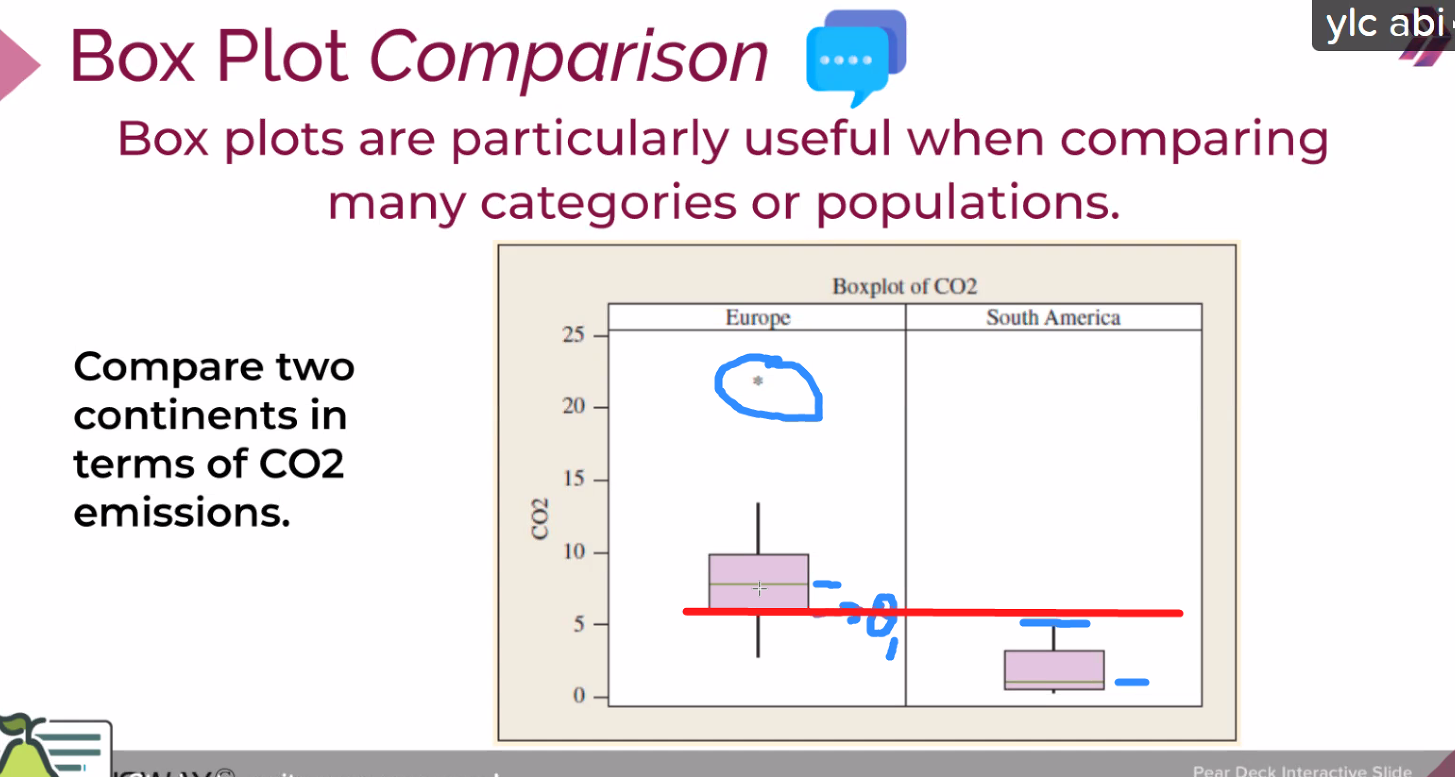 ylc abi
Box Plot Comparison
Box plots are particularly useful when comparing
many categories or populations.
Compare two
continents in
terms of CO2
emissions.
Boxplot of CO2
Europe
South America
25
20
15
10
5
0
CO2
Q1
Pear Deck Interactive Slide